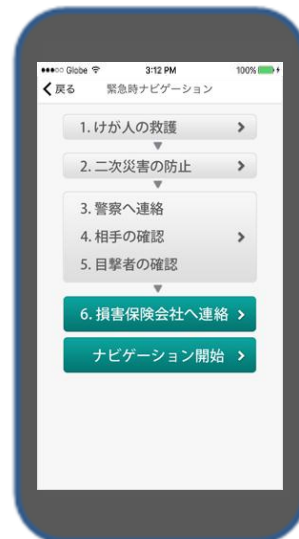 Globe 3:12 PM 100%
戻る 緊急時ナビゲーション
1.けが人の救護
2.二次災害の防止
3.警察へ連絡
4.相手の確認
5.目撃者の確認
6.損害保険会社へ連絡
ナビゲーション開始